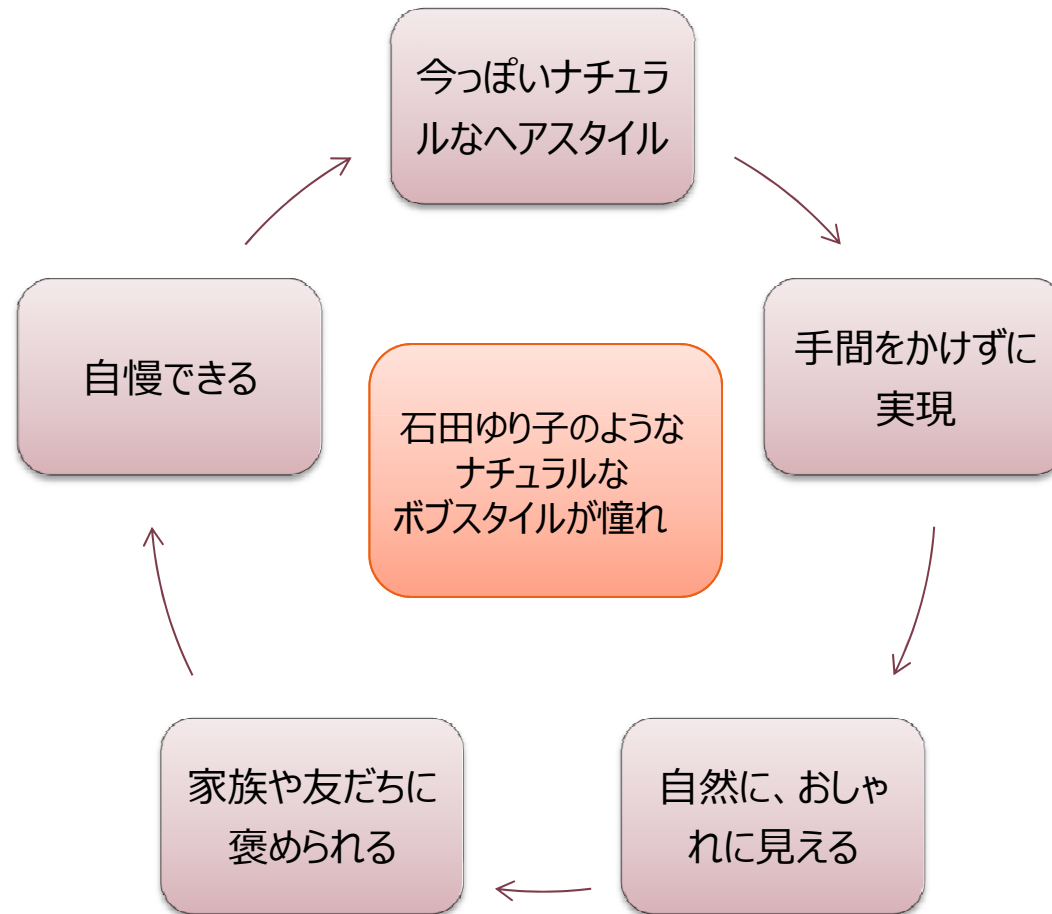 今っぽいナチュラ
ルなヘアスタイル
手間をかけずに
実現
自然に、おしゃ
れに見える
家族や友だちに
褒められる
自慢できる
石田ゆり子のような
ナチュラルな
ボブスタイルが憧れ